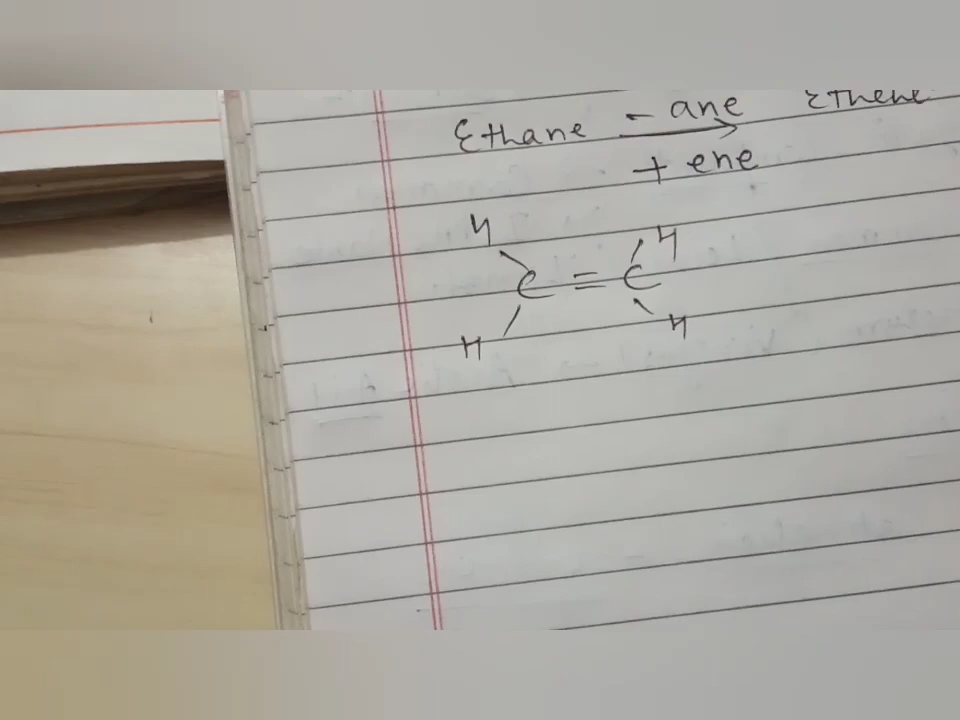 Ethane - ane Ethene
+ ene
H H
C = C
H H